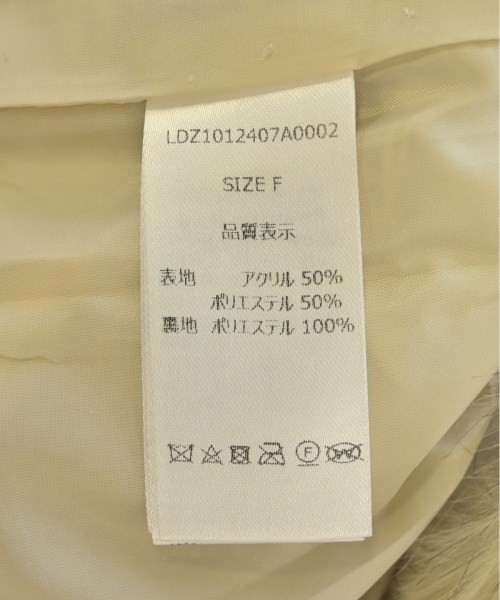 LDZ1012407A0002
SIZE F
品質表示
表地 アクリル 50%
ポリエステル 50%
裏地 ポリエステル 100%
F
W